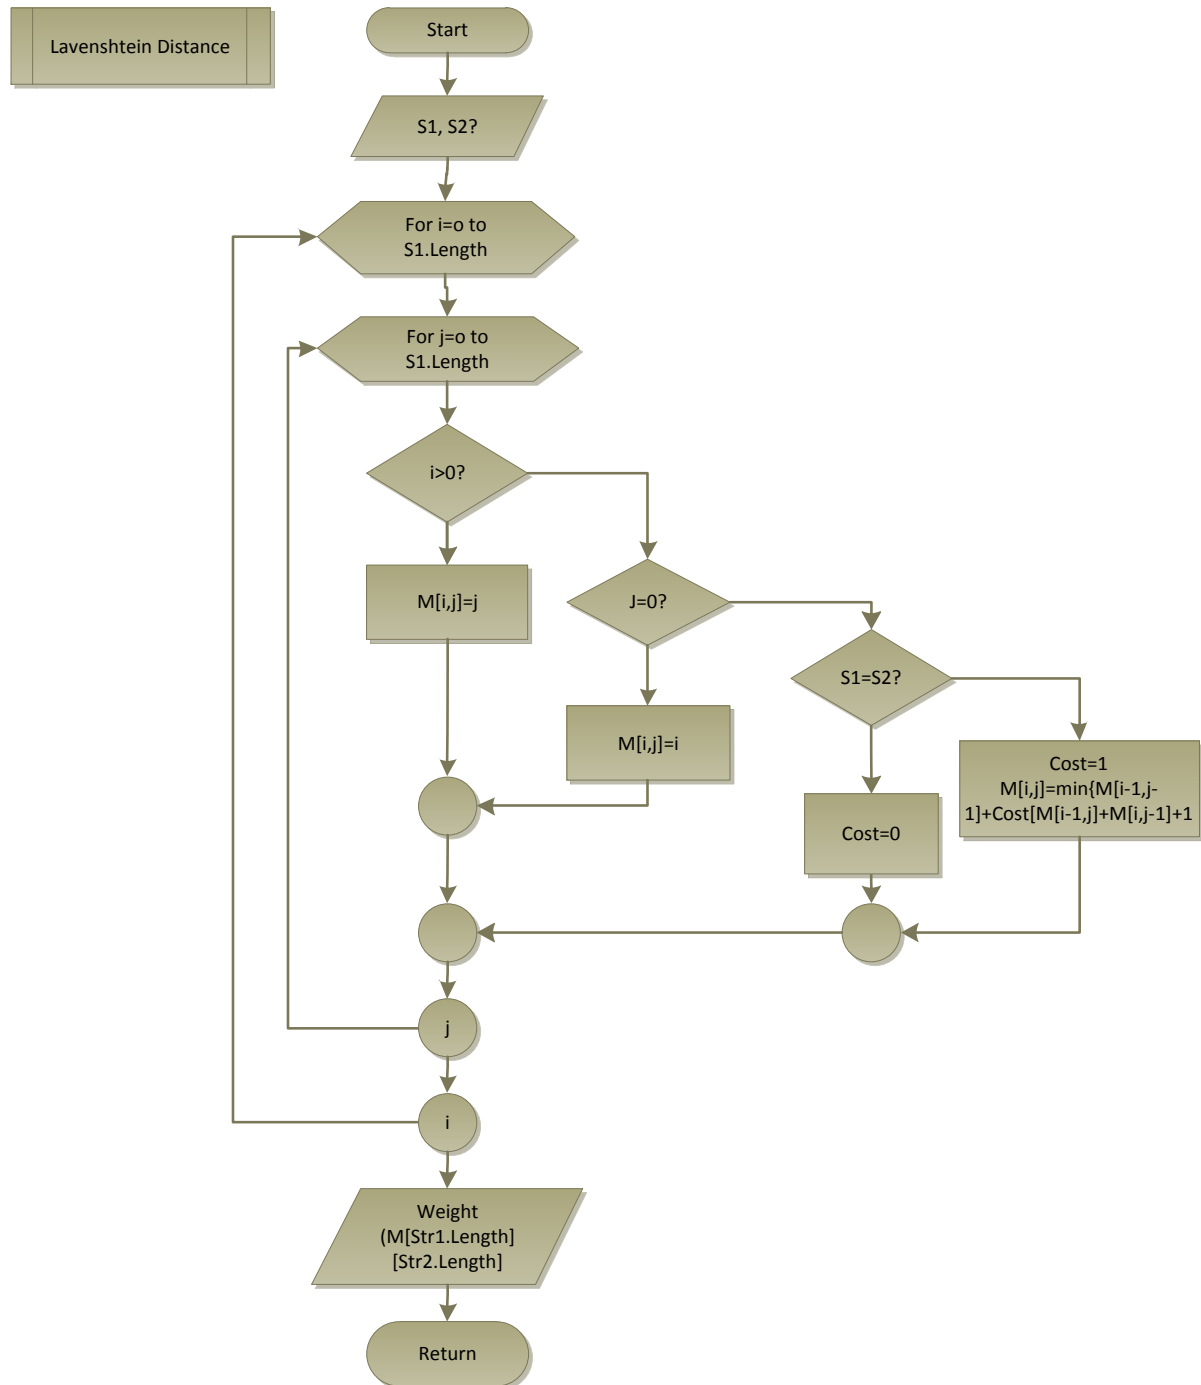 Lavenshtein Distance
Start
S1, S2?
For i=o to
S1.Length
For j=o to
S1.Length
i>0?
M[i,j]=j
J=0?
M[i,j]=i
S1=S2?
Cost=1
M[i,j]=min{M[i-1,j-
1]+Cost[M[i-1,j]+M[i,j-1]+1
Cost=0
j
i
Weight
(M[Str1.Length]
[Str2.Length]
Return